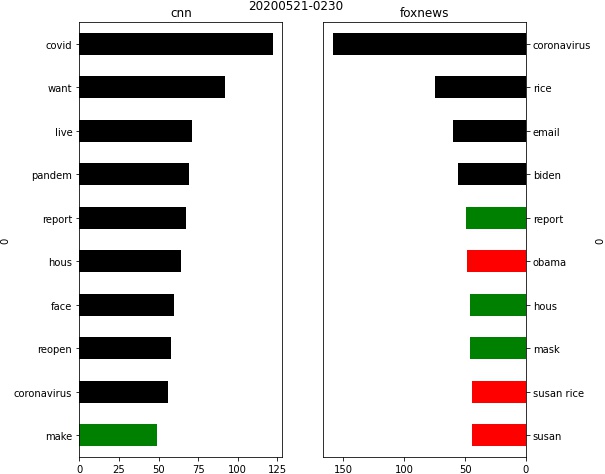 20200521-0230
cnn
foxnews
covid
want
live
pandem
report
hous
face
reopen
coronavirus
make
0
0 25 50 75 100 125
coronavirus
rice
email
biden
report
obama
hous
mask
susan rice
susan
0
150 100 50 0